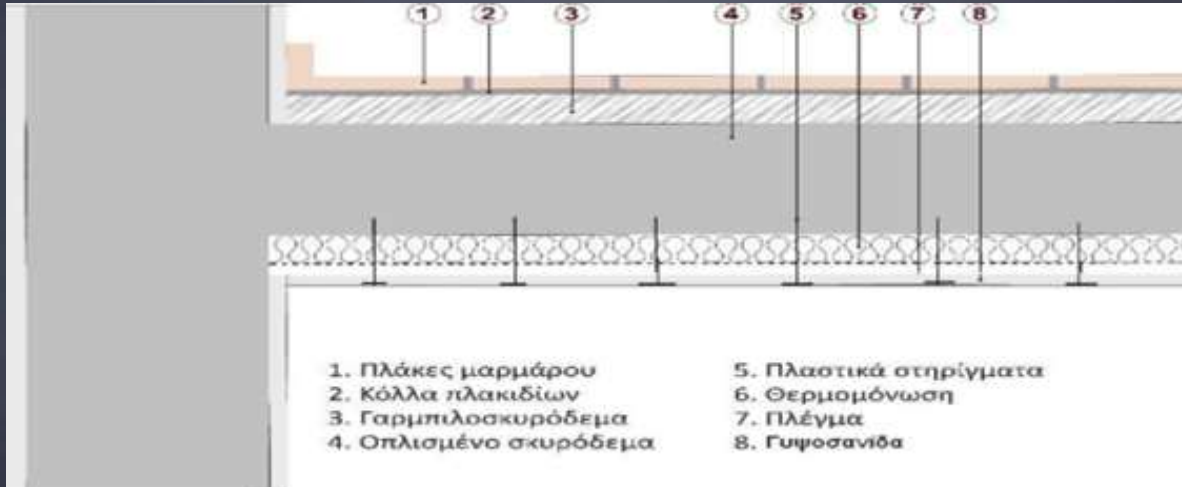 1 2 3 4 5 6 7 8
1. Πλάκες μαρμάρου
2. Κόλλα πλακιδίων
3. Γαρμπιλοσκυρόδεμα
4. Οπλισμένο σκυρόδεμα
5. Πλαστικά στηρίγματα
6. Θερμομόνωση
7. Πλέγμα
8. Γυψοσανίδα